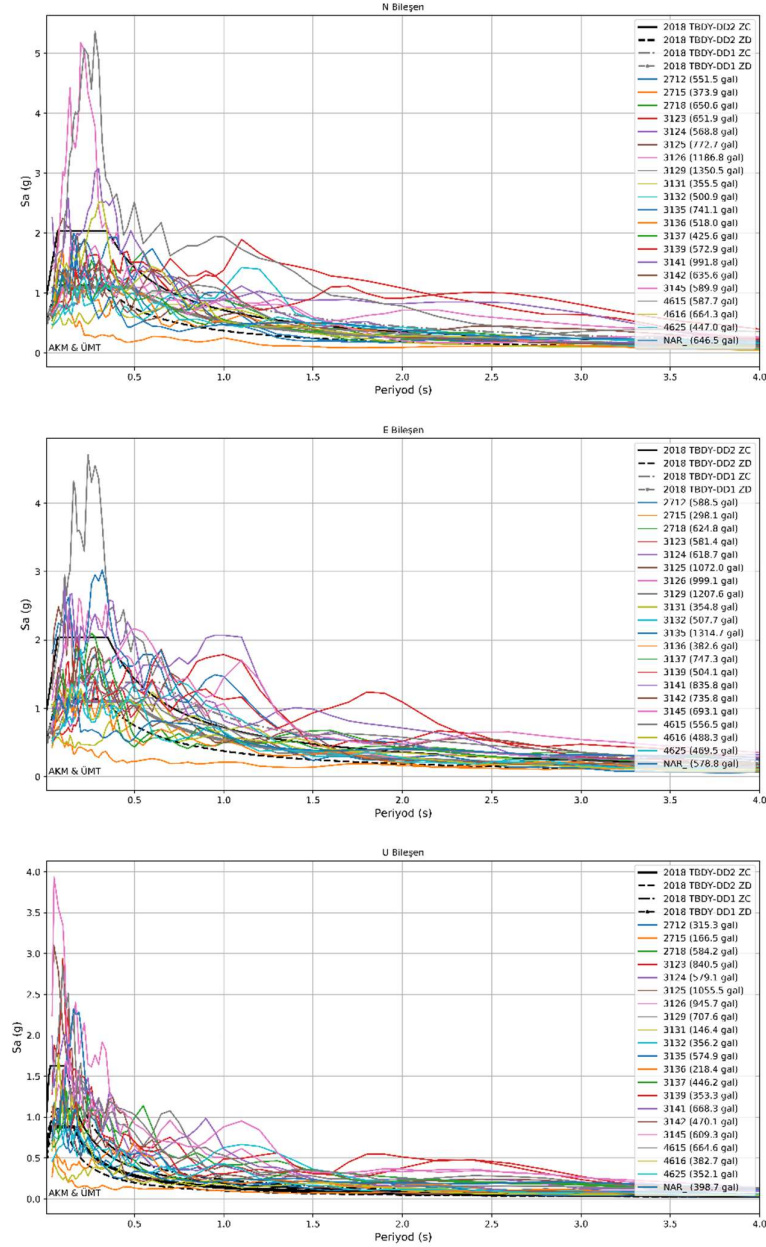 N Bileşen
5
4
3
2
1
0
Sa (g)
2018 TBDY-DD2 ZC
2018 TBDY-DD2 ZD
2018 TBDY-DD1 ZC
2018 TBDY-DD1 ZD
2712 (551.5 gal)
2715 (373.9 gal)
2718 (650.6 gal)
3123 (651.9 gal)
3124 (568.8 gal)
3125 (772.7 gal)
3126 (1186.8 gal)
3129 (1350.5 gal)
3131 (355.5 gal)
3132 (500.9 gal)
3135 (741.1 gal)
3136 (518.0 gal)
3137 (425.6 gal)
3139 (572.9 gal)
3141 (991.8 gal)
3142 (635.6 gal)
3145 (589.9 gal)
4615 (587.7 gal)
4616 (664.3 gal)
4625 (447.0 gal)
NAR_ (646.5 gal)
AKM & ÜMT
0.5 1.0 1.5 2.0 2.5 3.0 3.5 4.0
Periyod (s)
E Bileşen
4
3
2
1
0
Sa (g)
2018 TBDY-DD2 ZC
2018 TBDY-DD2 ZD
2018 TBDY-DD1 ZC
2018 TBDY-DD1 ZD
2712 (588.5 gal)
2715 (298.1 gal)
2718 (624.8 gal)
3123 (581.4 gal)
3124 (618.7 gal)
3125 (1072.0 gal)
3126 (999.1 gal)
3129 (1207.6 gal)
3131 (354.8 gal)
3132 (507.7 gal)
3135 (1314.7 gal)
3136 (382.6 gal)
3137 (747.3 gal)
3139 (504.1 gal)
3141 (835.8 gal)
3142 (735.8 gal)
3145 (693.1 gal)
4615 (556.5 gal)
4616 (488.3 gal)
4625 (469.5 gal)
NAR_ (578.8 gal)
AKM & ÜMT
0.5 1.0 1.5 2.0 2.5 3.0 3.5 4.0
Periyod (s)
U Bileşen
4.0
3.5
3.0
2.5
2.0
1.5
1.0
0.5
0.0
Sa (g)
2018 TBDY-DD2 ZC
2018 TBDY-DD2 ZD
2018 TBDY-DD1 ZC
2018 TBDY DD1 ZD
2712 (315.3 gal)
2715 (166.5 gal)
2718 (584.2 gal)
3123 (840.5 gal)
3124 (579.1 gal)
3125 (1055.5 gal)
3126 (945.7 gal)
3129 (707.6 gal)
3131 (146.4 gal)
3132 (356.2 gal)
3135 (574.9 gal)
3136 (218.4 gal)
3137 (446.2 gal)
3139 (353.3 gal)
3141 (668.3 gal)
3142 (470.1 gal)
3145 (609.3 gal)
4615 (664.6 gal)
4616 (382.7 gal)
4625 (352.1 gal)
NAR_ (398.7 gal)
AKM & ÜMT
0.5 1.0 1.5 2.0 2.5 3.0 3.5 4.0
Periyod (s)